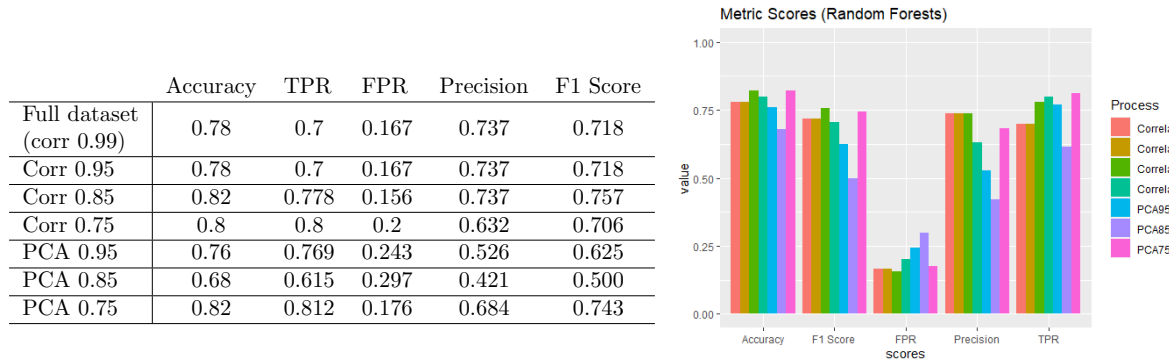 Accuracy TPR FPR Precision F1 Score
Full dataset
(corr 0.99) 0.78 0.7 0.167 0.737 0.718
Corr 0.95 0.78 0.7 0.167 0.737 0.718
Corr 0.85 0.82 0.778 0.156 0.737 0.757
Corr 0.75 0.8 0.8 0.2 0.632 0.706
PCA 0.95 0.76 0.769 0.243 0.526 0.625
PCA 0.85 0.68 0.615 0.297 0.421 0.500
PCA 0.75 0.82 0.812 0.176 0.684 0.743
Metric Scores (Random Forests)
1.00
0.75
0.50
0.25
0.00
value
Accuracy F1 Score FPR Precision TPR
scores
Process
Correla
Correla
Correla
Correla
PCA95
PCA85
PCA75